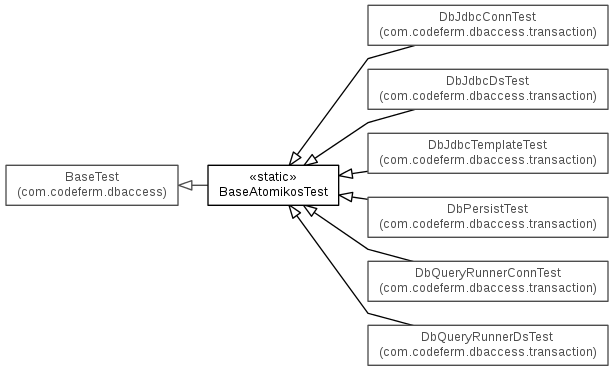 DbJdbcConnTest
(com.codeferm.dbaccess.transaction)
DbJdbcDsTest
(com.codeferm.dbaccess.transaction)
DbJdbcTemplateTest
(com.codeferm.dbaccess.transaction)
BaseTest
(com.codeferm.dbaccess)
«static»
BaseAtomikosTest
DbPersistTest
(com.codeferm.dbaccess.transaction)
DbQueryRunnerConnTest
(com.codeferm.dbaccess.transaction)
DbQueryRunnerDsTest
(com.codeferm.dbaccess.transaction)